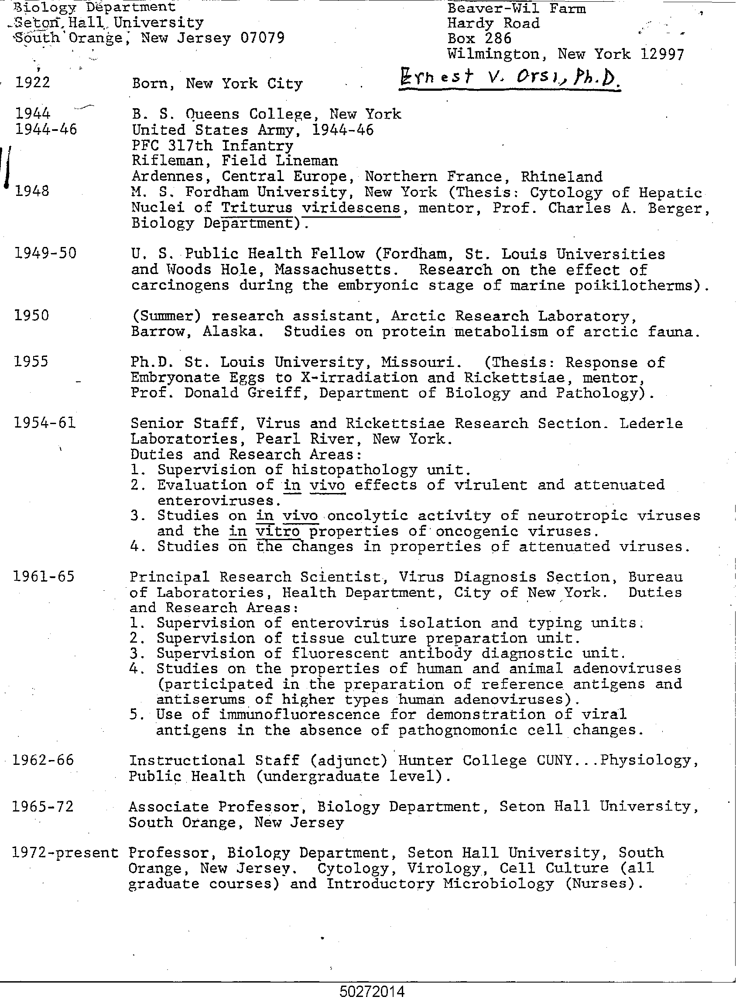 Biology Department
Seton Hall University
South Orange, New Jersey 07079
Beaver-Wil Farm
Hardy Road
Box 286
Wilmington, New York 12997
Ernest V. Orsi, Ph.D.
1922 Born, New York City
1944 B. S. Queens College, New York
1944-46 United States Army, 1944-46
PFC 317th Infantry
Rifleman, Field Lineman
Ardennes, Central Europe, Northern France, Rhineland
1948 M. S. Fordham University, New York (Thesis: Cytology of Hepatic
Nuclei of Triturus viridescens, mentor, Prof. Charles A. Berger,
Biology Department).
1949-50 U. S. Public Health Fellow (Fordham, St. Louis Universities
and Woods Hole, Massachusetts. Research on the effect of
carcinogens during the embryonic stage of marine poikilotherms).
1950 (Summer) research assistant, Arctic Research Laboratory,
Barrow, Alaska. Studies on protein metabolism of arctic fauna.
1955 Ph.D. St. Louis University, Missouri. (Thesis: Response of
Embryonate Eggs to X-irradiation and Rickettsiae, mentor,
Prof. Donald Greiff, Department of Biology and Pathology).
1954-61 Senior Staff, Virus and Rickettsiae Research Section. Lederle
Laboratories, Pearl River, New York.
Duties and Research Areas:
1. Supervision of histopathology unit.
2. Evaluation of in vivo effects of virulent and attenuated
enteroviruses.
3. Studies on in vivo oncolytic activity of neurotropic viruses
and the in vitro properties of oncogenic viruses.
4. Studies on the changes in properties of attenuated viruses.
1961-65 Principal Research Scientist, Virus Diagnosis Section, Bureau
of Laboratories, Health Department, City of New York. Duties
and Research Areas:
1. Supervision of enterovirus isolation and typing units.
2. Supervision of tissue culture preparation unit.
3. Supervision of fluorescent antibody diagnostic unit.
4. Studies on the properties of human and animal adenoviruses
(participated in the preparation of reference antigens and
antiserums of higher types human adenoviruses).
5. Use of immunofluorescence for demonstration of viral
antigens in the absence of pathognomonic cell changes.
1962-66 Instructional Staff (adjunct) Hunter College CUNY...Physiology,
Public Health (undergraduate level).
1965-72 Associate Professor, Biology Department, Seton Hall University,
South Orange, New Jersey
1972-present Professor, Biology Department, Seton Hall University, South
Orange, New Jersey. Cytology, Virology, Cell Culture (all
graduate courses) and Introductory Microbiology (Nurses).
50272014